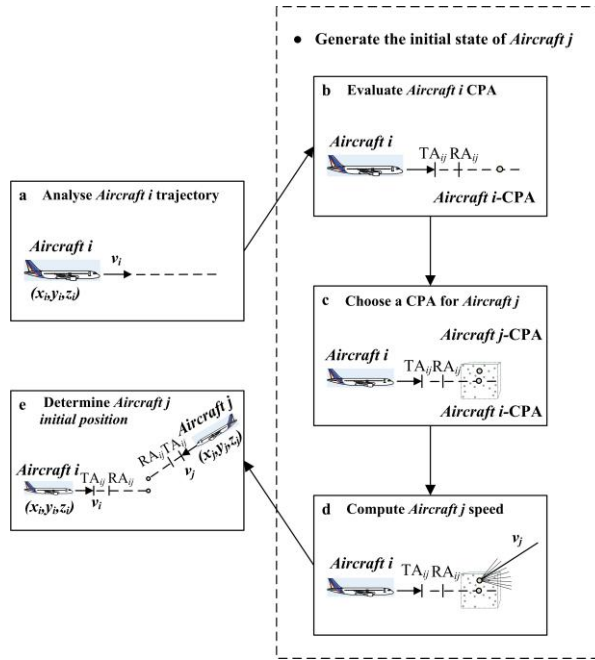 ● Generate the initial state of Aircraft j
b Evaluate Aircraft i CPA
Aircraft i
TAij RAij
Aircraft i-CPA
a Analyse Aircraft i trajectory
Aircraft i
vi
(xi,yi,zi)
c Choose a CPA for Aircraft j
Aircraft j-CPA
Aircraft i
TAij RAij
Aircraft i-CPA
e Determine Aircraft j
initial position
Aircraft j
RAij TAij
(xj,yj,zj)
vj
Aircraft i
TAij RAij
(xi,yi,zi)
vi
d Compute Aircraft j speed
vj
Aircraft i
TAij RAij